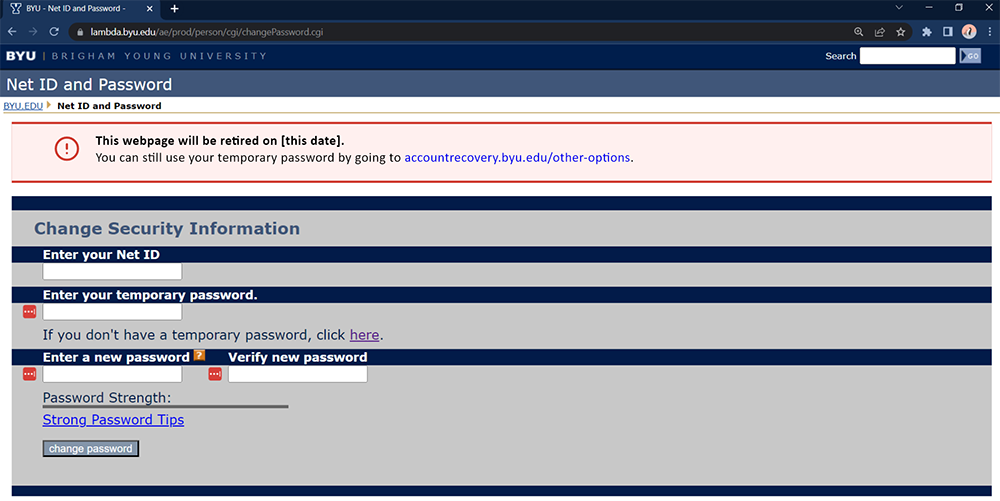 BYU - Net ID and Password -
lambda.byu.edu/ae/prod/person/cgi/changePassword.cgi
BYU | BRIGHAM YOUNG UNIVERSITY Search GO
Net ID and Password
BYU.EDU Net ID and Password
This webpage will be retired on [this date].
You can still use your temporary password by going to accountrecovery.byu.edu/other-options.
Change Security Information
Enter your Net ID
Enter your temporary password.
If you don't have a temporary password, click here.
Enter a new password ? Verify new password
Password Strength:
Strong Password Tips
change password